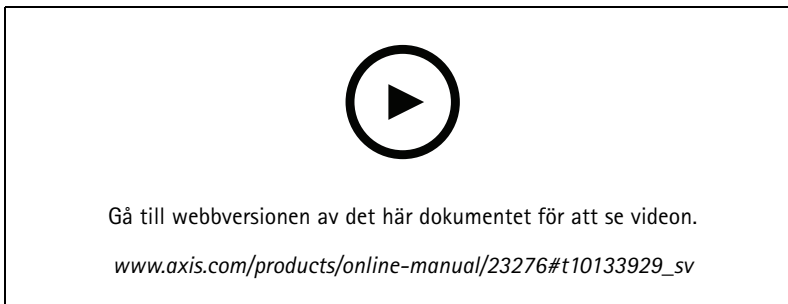 Gå till webbversionen av det här dokumentet för att se videon.
www.axis.com/products/online-manual/23276#t10133929_sv